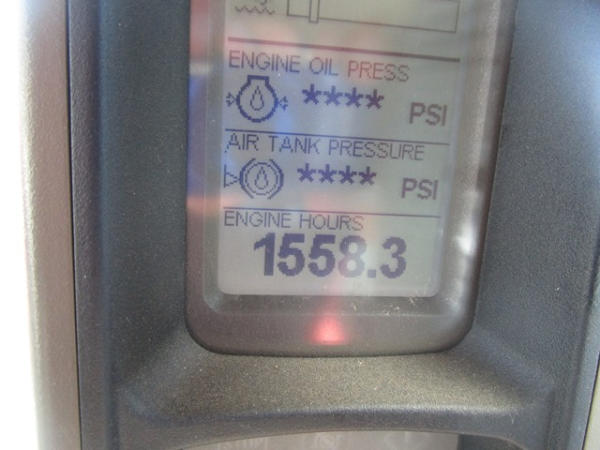 ENGINE OIL PRESS
**** PSI
AIR TANK PRESSURE
**** PSI
ENGINE HOURS
1558.3